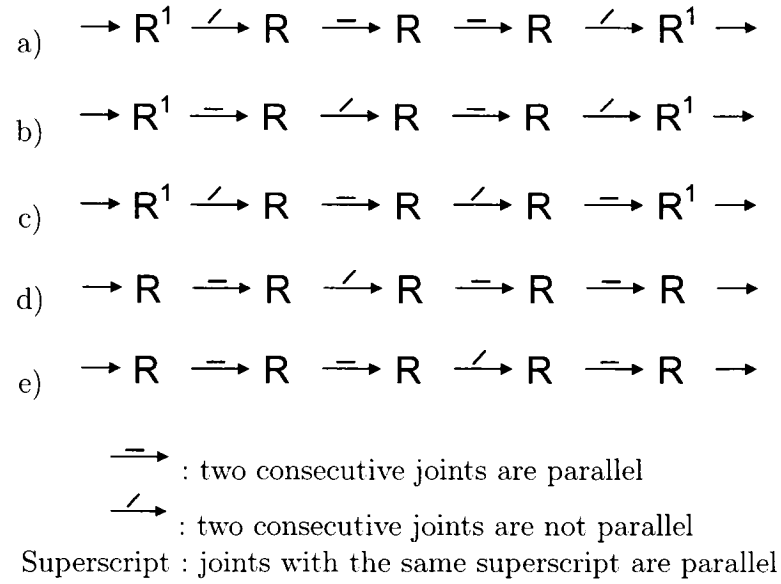 a) → R¹ → R → R → R → R¹ →
b) → R¹ → R → R → R → R¹ →
c) → R¹ → R → R → R → R¹ →
d) → R → R → R → R → R →
e) → R → R → R → R → R →
→ : two consecutive joints are parallel
→ : two consecutive joints are not parallel
Superscript : joints with the same superscript are parallel